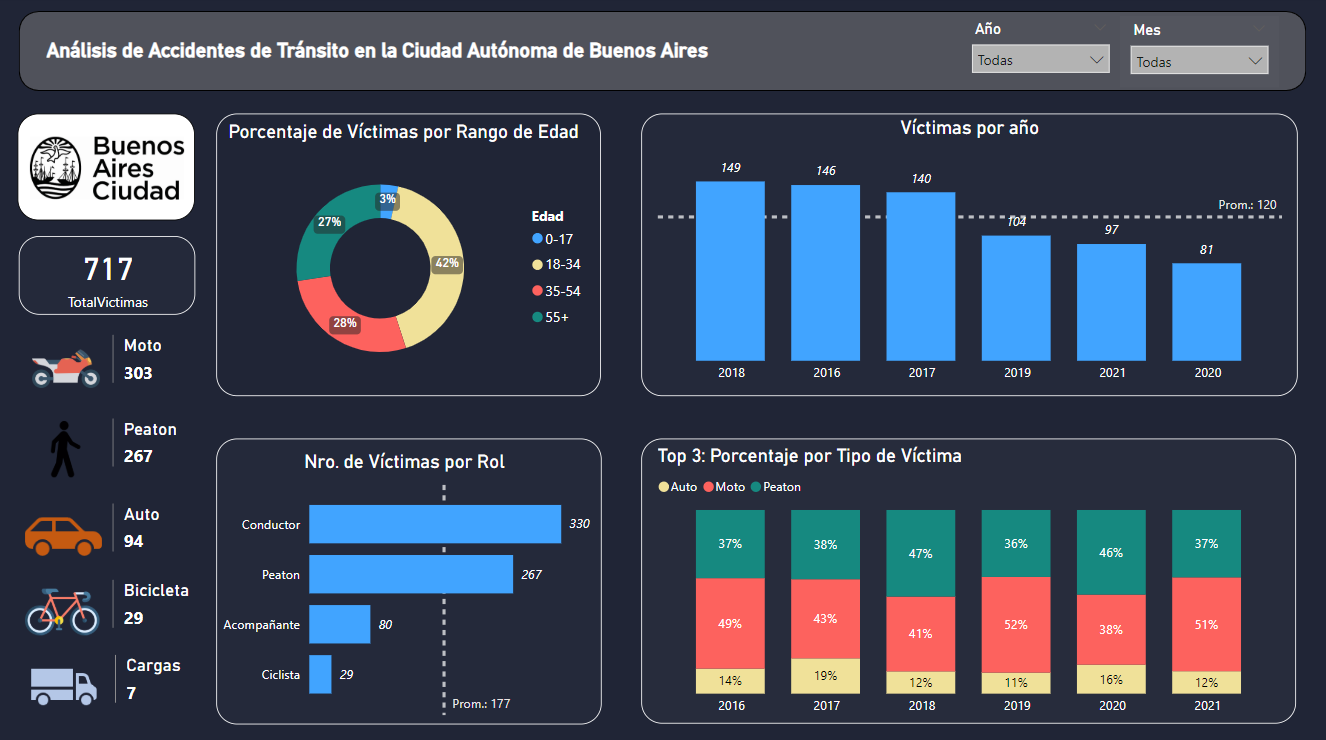 Análisis de Accidentes de Tránsito en la Ciudad Autónoma de Buenos Aires
Año
Todas
Mes
Todas
Buenos
Aires
Ciudad
717
TotalVictimas
Moto
303
Peaton
267
Auto
94
Bicicleta
29
Cargas
7
Porcentaje de Víctimas por Rango de Edad
3%
27%
42%
28%
Edad
0-17
18-34
35-54
55+
Víctimas por año
149
146
140
104
97
81
Prom.: 120
2018 2016 2017 2019 2021 2020
Nro. de Víctimas por Rol
Conductor 330
Peaton 267
Acompañante 80
Ciclista 29
Prom.: 177
Top 3: Porcentaje por Tipo de Víctima
Auto Moto Peaton
37% 38% 47% 36% 46% 37%
49% 43% 41% 52% 38% 51%
14% 19% 12% 11% 16% 12%
2016 2017 2018 2019 2020 2021